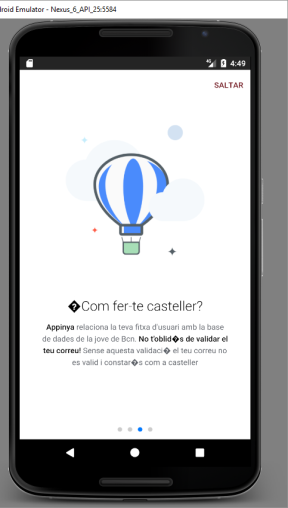 droid Emulator - Nexus_6_API_25:5584
4:49
SALTAR
�Com fer-te casteller?
Appinya relaciona la teva fitxa d'usuari amb la base
de dades de la jove de Bcn. No t'oblid�s de validar el
teu correu! Sense aquesta validaci� el teu correu no
es valid i constar�s com a casteller